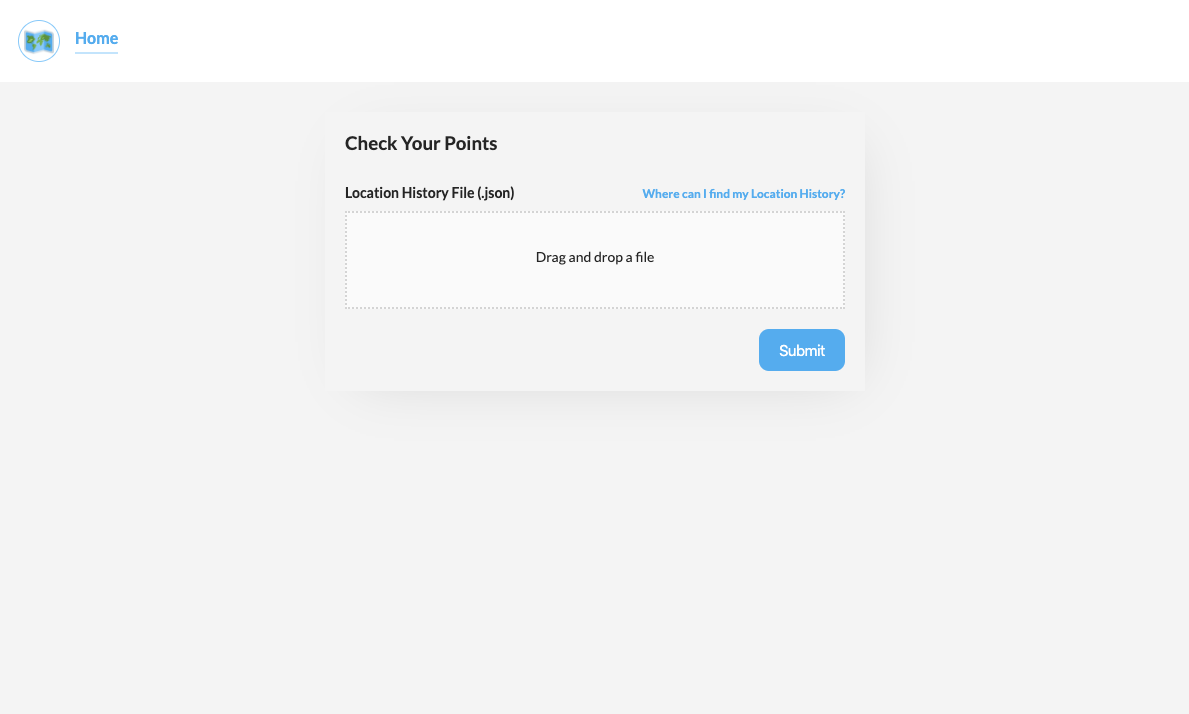 Home
Check Your Points
Location History File (.json)
Where can I find my Location History?
Drag and drop a file
Submit